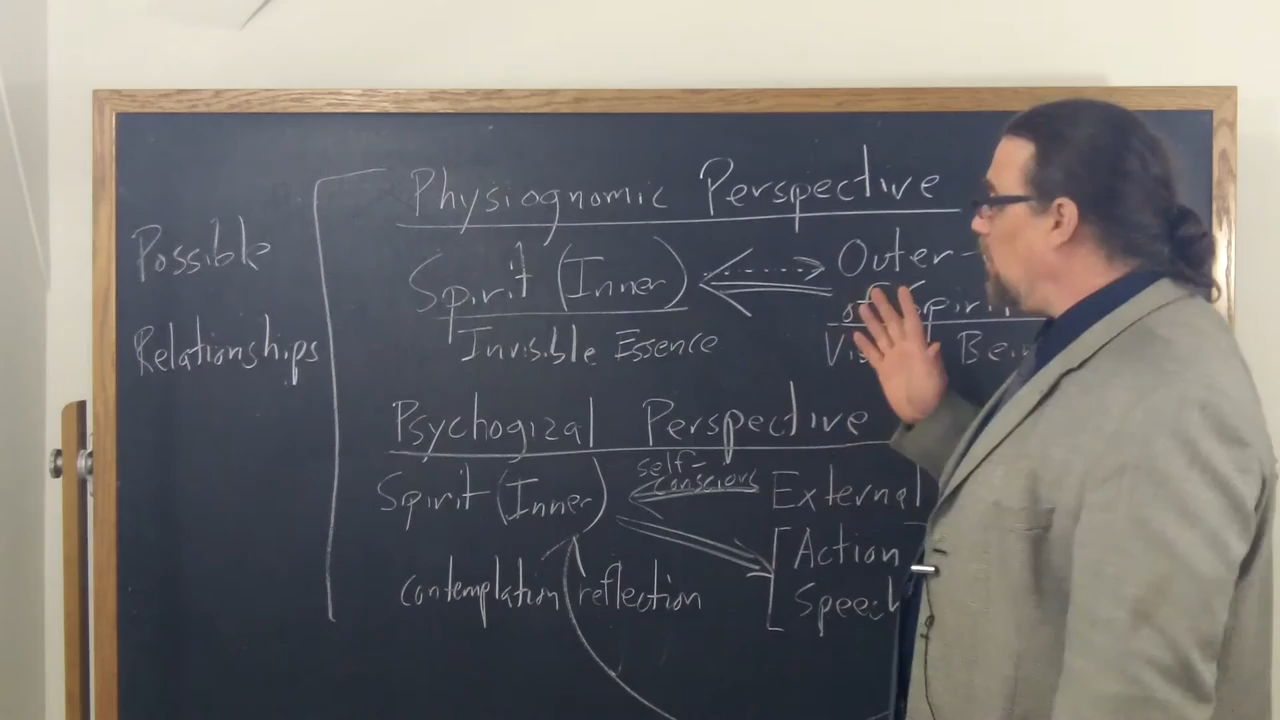 Possible
Relationships
Physiognomic Perspective
Spirit (Inner)
Outer-
Invisible Essence
Psychogizal Perspective
Spirit (Inner)
self-
conscious
External
[Action]
Speech
contemplation reflection